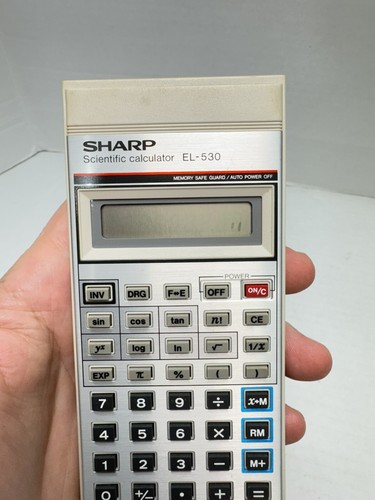 SHARP
Scientific calculator EL-530
MEMORY SAFE GUARD / AUTO POWER OFF
POWER
INV DRG F↔E OFF ON/C
sin cos tan n! CE
yˣ log ln √ 1/x
EXP π % ( )
7 8 9 ÷ x↔M
4 5 6 × RM
1 2 3 − M+
0 +/− • + =